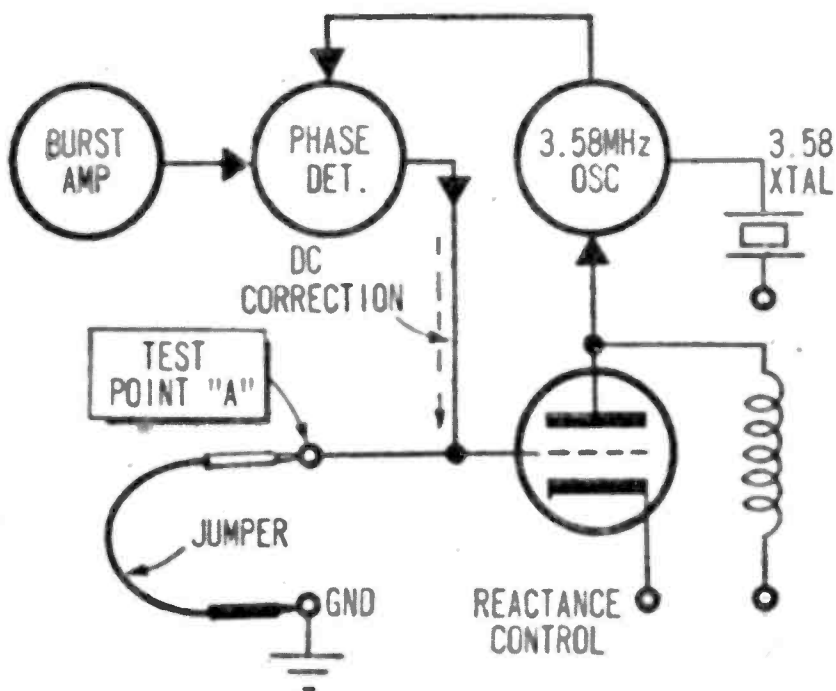 BURST
AMP
PHASE
DET.
3.58MHz
OSC
3.58
XTAL
DC
CORRECTION
TEST
POINT "A"
JUMPER
GND
REACTANCE
CONTROL